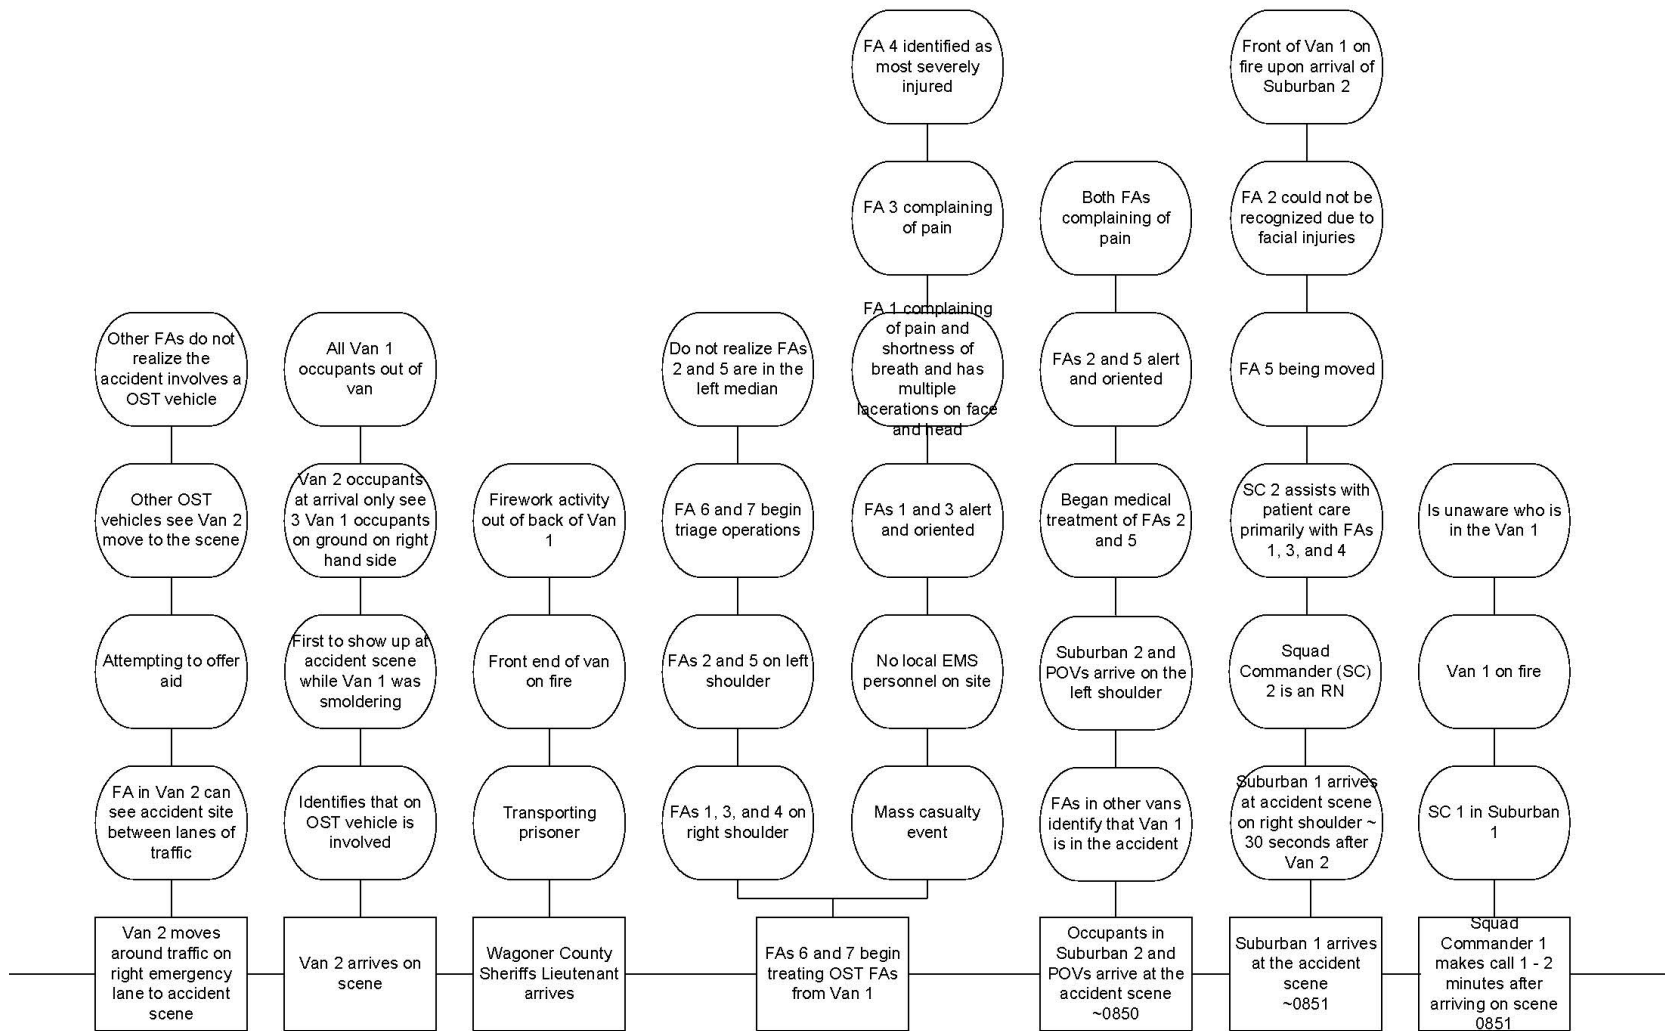 FA 4 identified as
most severely
injured
Front of Van 1 on
fire upon arrival of
Suburban 2
FA 3 complaining
of pain
Both FAs
complaining of
pain
FA 2 could not be
recognized due to
facial injuries
Other FAs do not
realize the
accident involves a
OST vehicle
All Van 1
occupants out of
van
Do not realize FAs
2 and 5 are in the
left median
FA 1 complaining
of pain and
shortness of
breath and has
multiple
lacerations on face
and head
FAs 2 and 5 alert
and oriented
FA 5 being moved
Other OST
vehicles see Van 2
move to the scene
Van 2 occupants
at arrival only see
3 Van 1 occupants
on ground on right
hand side
Firework activity
out of back of Van
1
FA 6 and 7 begin
triage operations
FAs 1 and 3 alert
and oriented
Began medical
treatment of FAs 2
and 5
SC 2 assists with
patient care
primarily with FAs
1, 3, and 4
Is unaware who is
in the Van 1
Attempting to offer
aid
First to show up at
accident scene
while Van 1 was
smoldering
Front end of van
on fire
FAs 2 and 5 on left
shoulder
No local EMS
personnel on site
Suburban 2 and
POVs arrive on the
left shoulder
Squad
Commander (SC)
2 is an RN
Van 1 on fire
FA in Van 2 can
see accident site
between lanes of
traffic
Identifies that on
OST vehicle is
involved
Transporting
prisoner
FAs 1, 3, and 4 on
right shoulder
Mass casualty
event
FAs in other vans
identify that Van 1
is in the accident
Suburban 1 arrives
at accident scene
on right shoulder ~
30 seconds after
Van 2
SC 1 in Suburban
1
Van 2 moves
around traffic on
right emergency
lane to accident
scene
Van 2 arrives on
scene
Wagoner County
Sheriffs Lieutenant
arrives
FAs 6 and 7 begin
treating OST FAs
from Van 1
Occupants in
Suburban 2 and
POVs arrive at the
accident scene
~0850
Suburban 1 arrives
at the accident
scene
~0851
Squad
Commander 1
makes call 1 - 2
minutes after
arriving on scene
0851